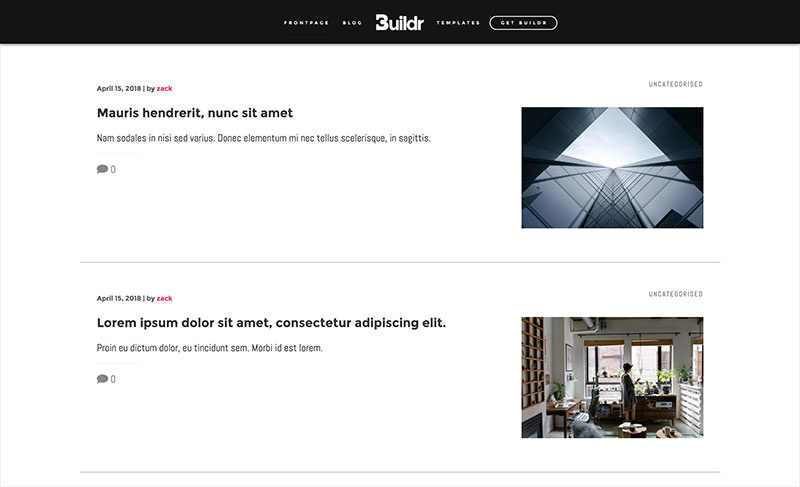 FRONTPAGE BLOG Buildr TEMPLATES GET BUILDR
April 15, 2018 | by zack
UNCATEGORISED
Mauris hendrerit, nunc sit amet
Nam sodales in nisi sed varius. Donec elementum mi nec tellus scelerisque, in sagittis.
0
April 15, 2018 | by zack
UNCATEGORISED
Lorem ipsum dolor sit amet, consectetur adipiscing elit.
Proin eu dictum dolor, eu tincidunt sem. Morbi id est lorem.
0